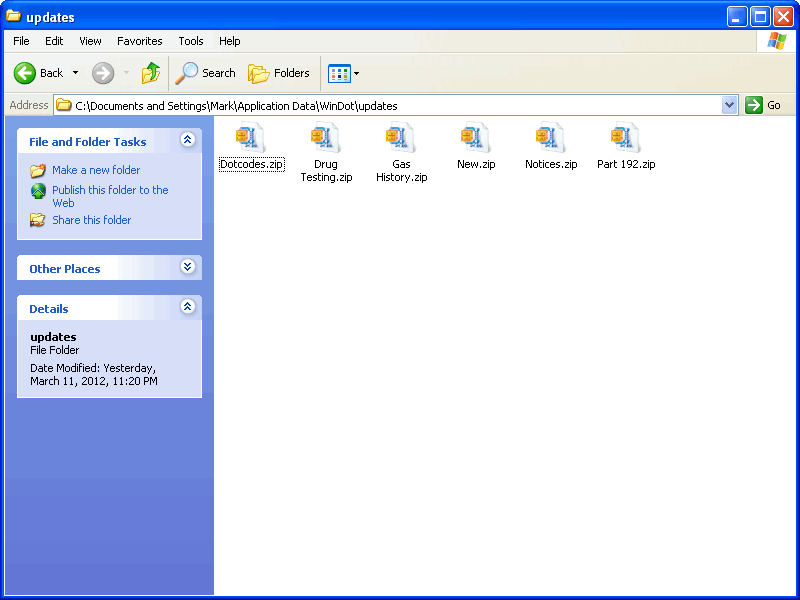 updates
File Edit View Favorites Tools Help
Back Search Folders
Address C:\Documents and Settings\Mark\Application Data\WinDot\updates Go
File and Folder Tasks
Make a new folder
Publish this folder to the
Web
Share this folder
Other Places
Details
updates
File Folder
Date Modified: Yesterday,
March 11, 2012, 11:20 PM
Dotcodes.zip
Drug
Testing.zip
Gas
History.zip
New.zip
Notices.zip
Part 192.zip